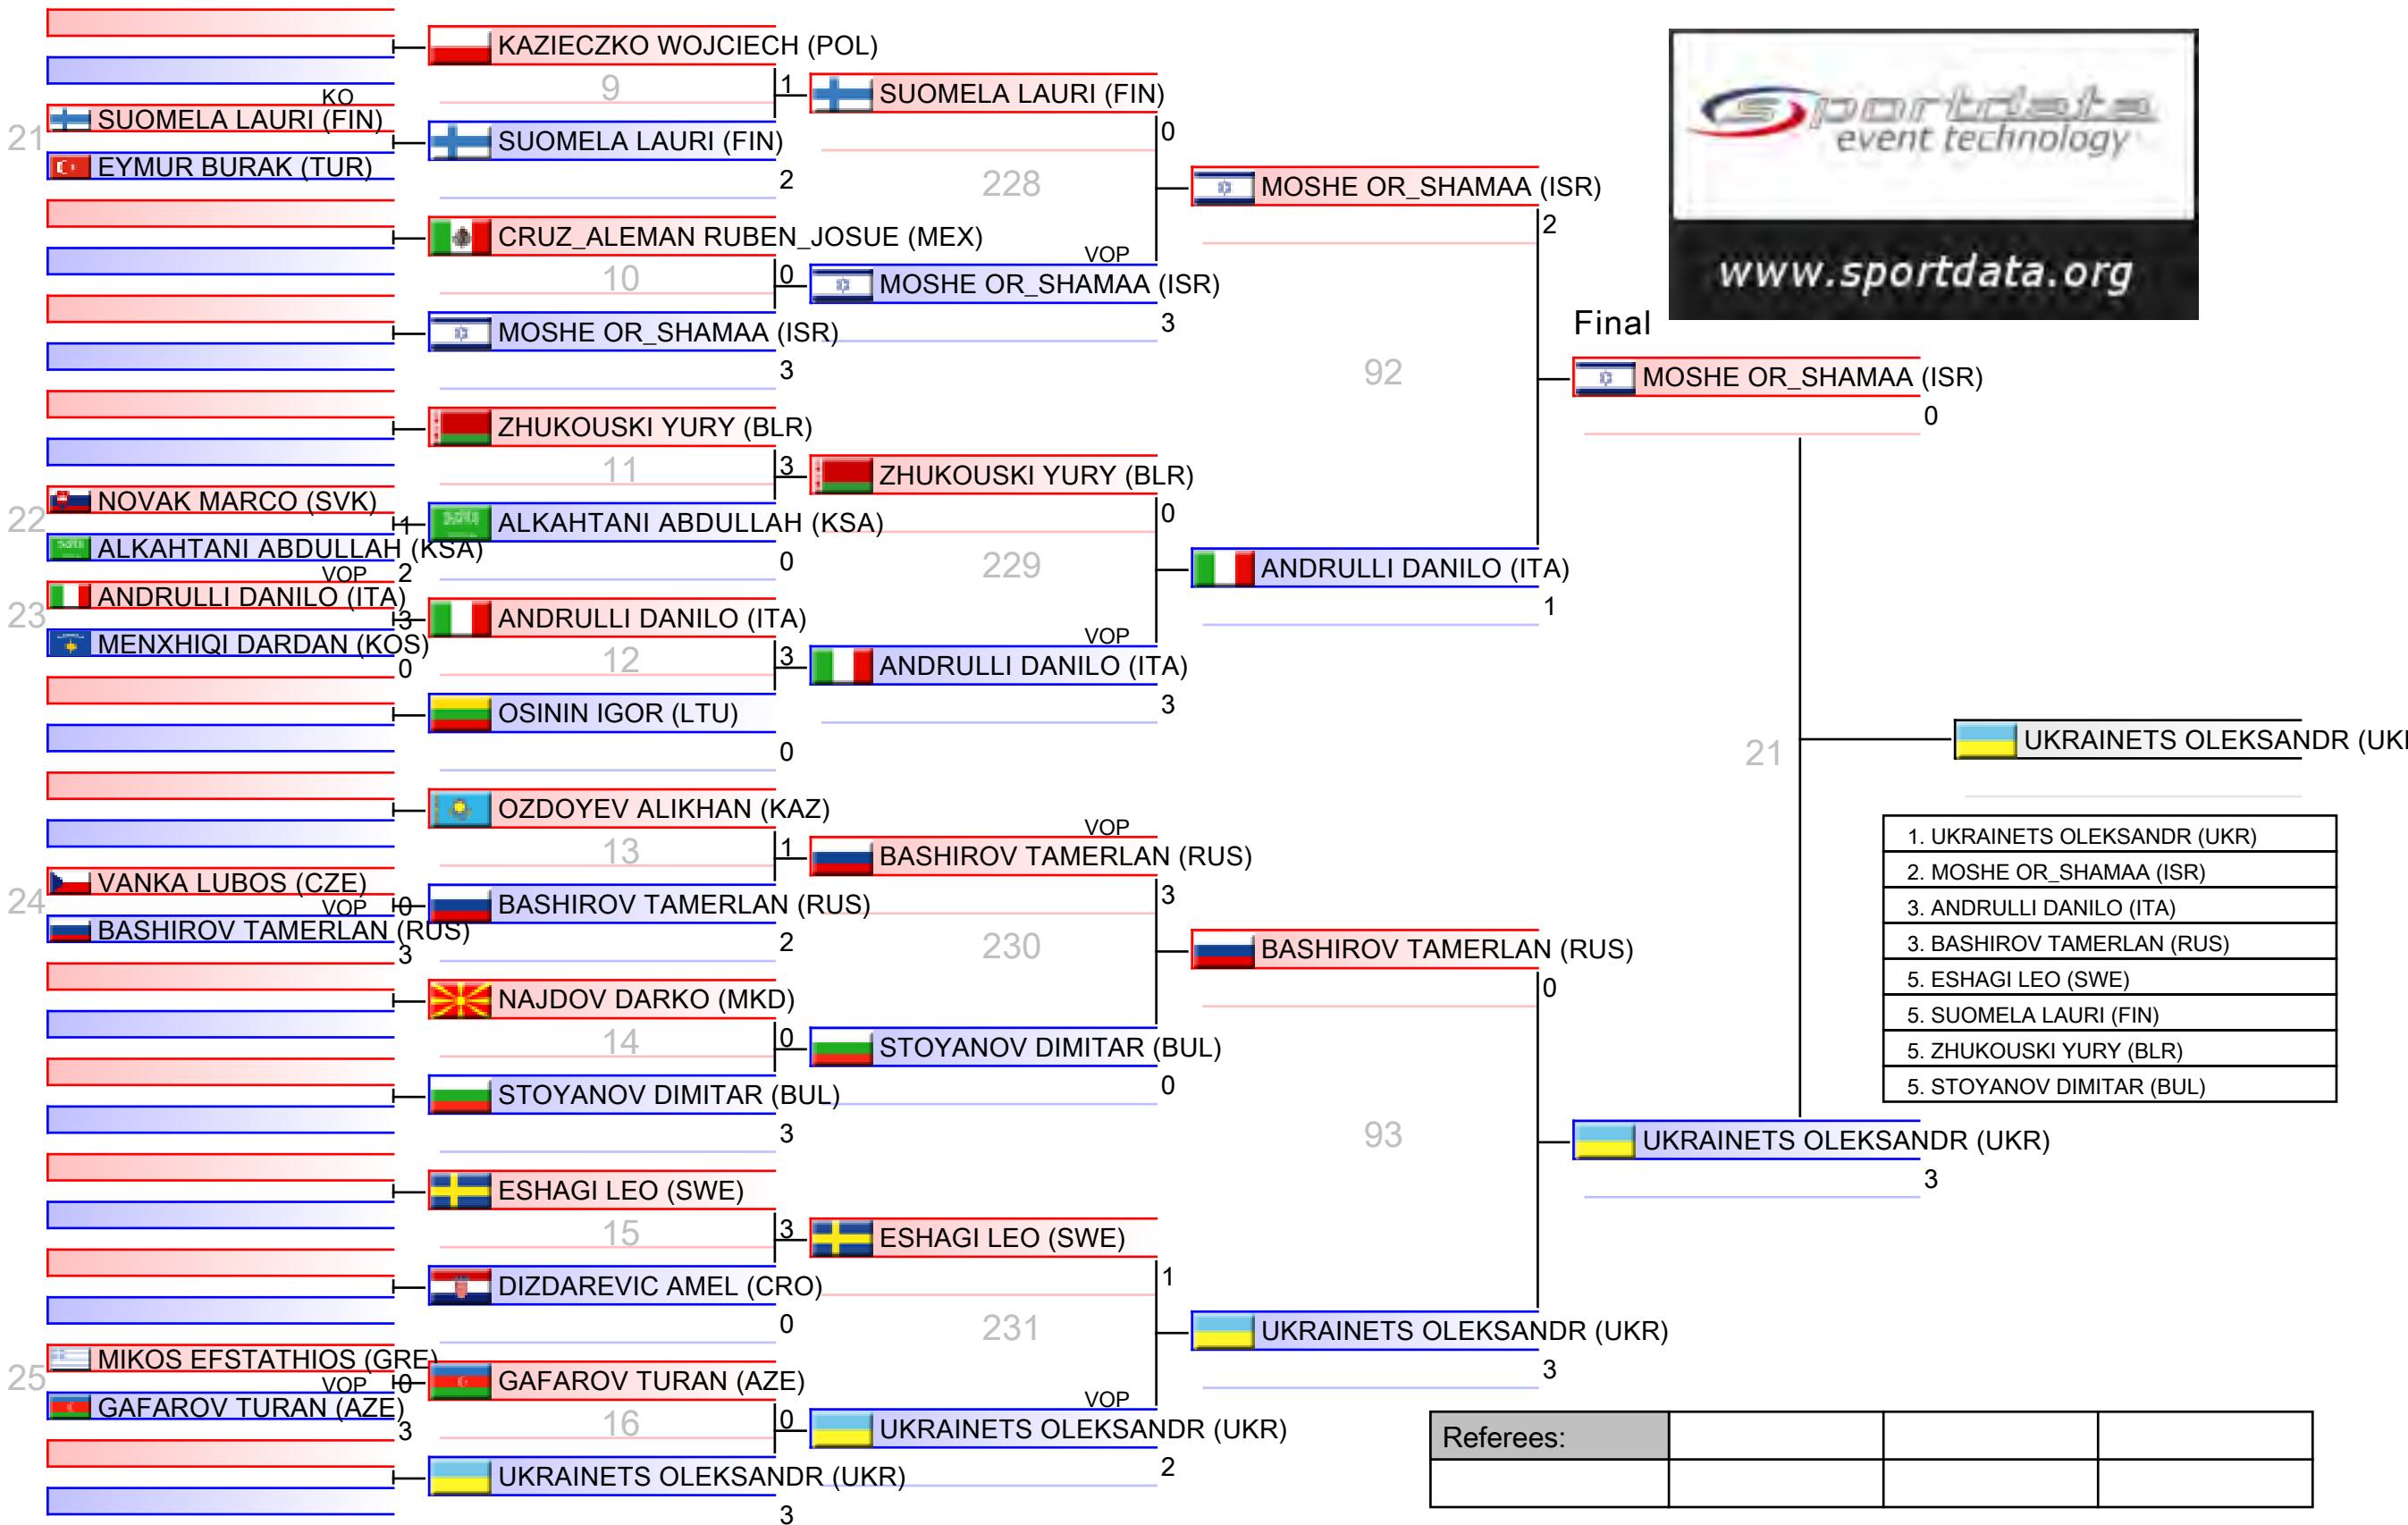 KO
21
SUOMELA LAURI (FIN)
EYMUR BURAK (TUR)
22
NOVAK MARCO (SVK)
1
ALKAHTANI ABDULLAH (KSA)
2
VOP
23
ANDRULLI DANILO (ITA)
3
MENXHIQI DARDAN (KOS)
0
24
VANKA LUBOS (CZE)
0
VOP
BASHIROV TAMERLAN (RUS)
3
25
MIKOS EFSTATHIOS (GRE)
0
VOP
GAFAROV TURAN (AZE)
3
KAZIECZKO WOJCIECH (POL)
9
1
SUOMELA LAURI (FIN)
2
CRUZ_ALEMAN RUBEN_JOSUE (MEX)
10
0
MOSHE OR_SHAMAA (ISR)
3
ZHUKOUSKI YURY (BLR)
11
3
ALKAHTANI ABDULLAH (KSA)
0
ANDRULLI DANILO (ITA)
12
3
OSININ IGOR (LTU)
0
OZDOYEV ALIKHAN (KAZ)
13
1
BASHIROV TAMERLAN (RUS)
2
NAJDOV DARKO (MKD)
14
0
STOYANOV DIMITAR (BUL)
3
ESHAGI LEO (SWE)
15
3
DIZDAREVIC AMEL (CRO)
0
GAFAROV TURAN (AZE)
16
0
UKRAINETS OLEKSANDR (UKR)
3
SUOMELA LAURI (FIN)
0
228
VOP
MOSHE OR_SHAMAA (ISR)
3
ZHUKOUSKI YURY (BLR)
0
229
VOP
ANDRULLI DANILO (ITA)
3
VOP
BASHIROV TAMERLAN (RUS)
3
230
STOYANOV DIMITAR (BUL)
0
ESHAGI LEO (SWE)
1
231
VOP
UKRAINETS OLEKSANDR (UKR)
2
MOSHE OR_SHAMAA (ISR)
2
92
ANDRULLI DANILO (ITA)
1
BASHIROV TAMERLAN (RUS)
0
93
UKRAINETS OLEKSANDR (UKR)
3
sportdata
event technology
www.sportdata.org
Final
MOSHE OR_SHAMAA (ISR)
0
21
UKRAINETS OLEKSANDR (UKR)
3
UKRAINETS OLEKSANDR (UK
1. UKRAINETS OLEKSANDR (UKR)
2. MOSHE OR_SHAMAA (ISR)
3. ANDRULLI DANILO (ITA)
3. BASHIROV TAMERLAN (RUS)
5. ESHAGI LEO (SWE)
5. SUOMELA LAURI (FIN)
5. ZHUKOUSKI YURY (BLR)
5. STOYANOV DIMITAR (BUL)
Referees: